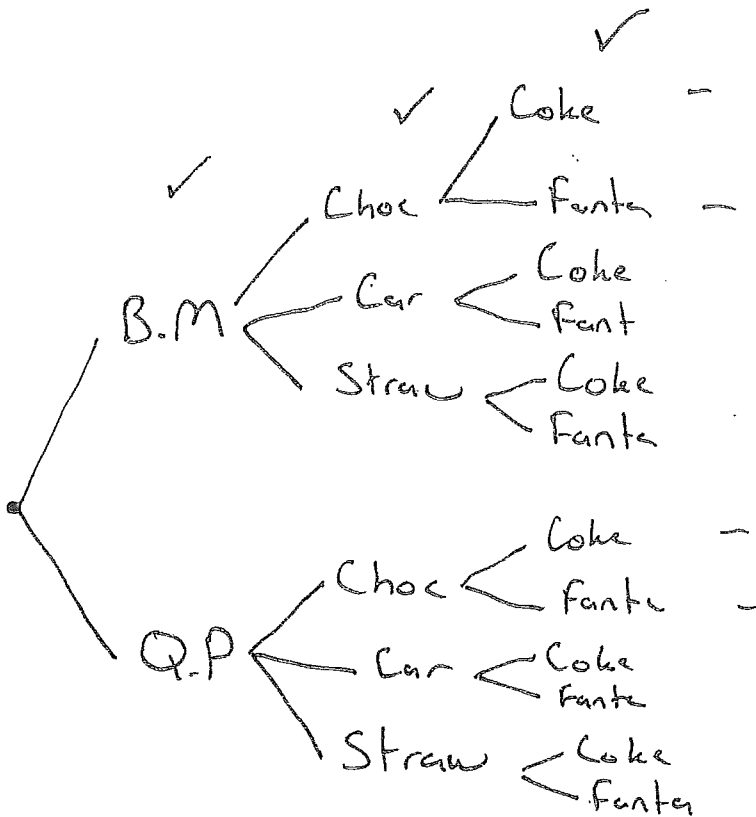 Coke
Choc Fanta
Car Coke
B.M Fant
Straw Coke
Fanta
Coke
Choc Fanta
Q.P Car Coke
Fanta
Straw Coke
Fanta